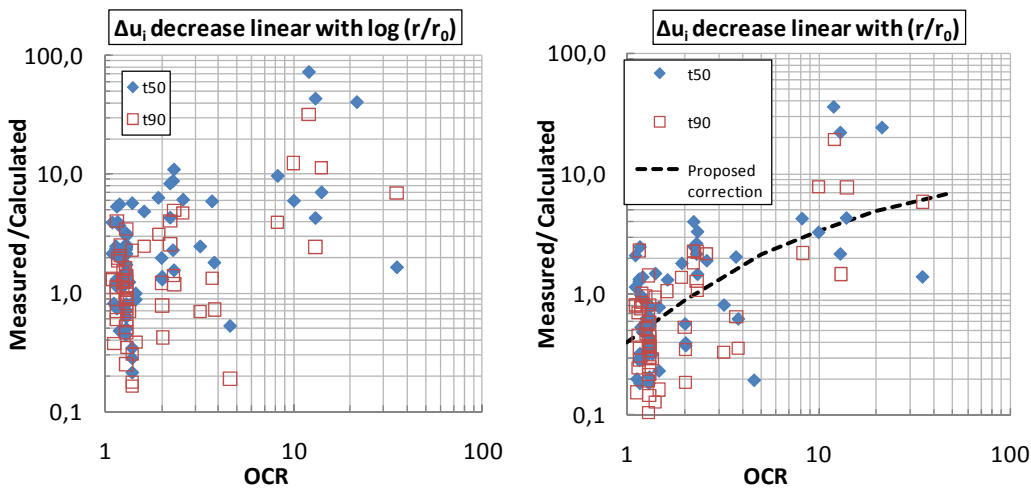 Δuᵢ decrease linear with log (r/r₀)
100,0
10,0
1,0
0,1
Measured /Calculated
t50
t90
1
10
100
OCR
Δuᵢ decrease linear with (r/r₀)
100,0
10,0
1,0
0,1
Measured/ Calculated
t50
t90
Proposed
correction
1
10
100
OCR